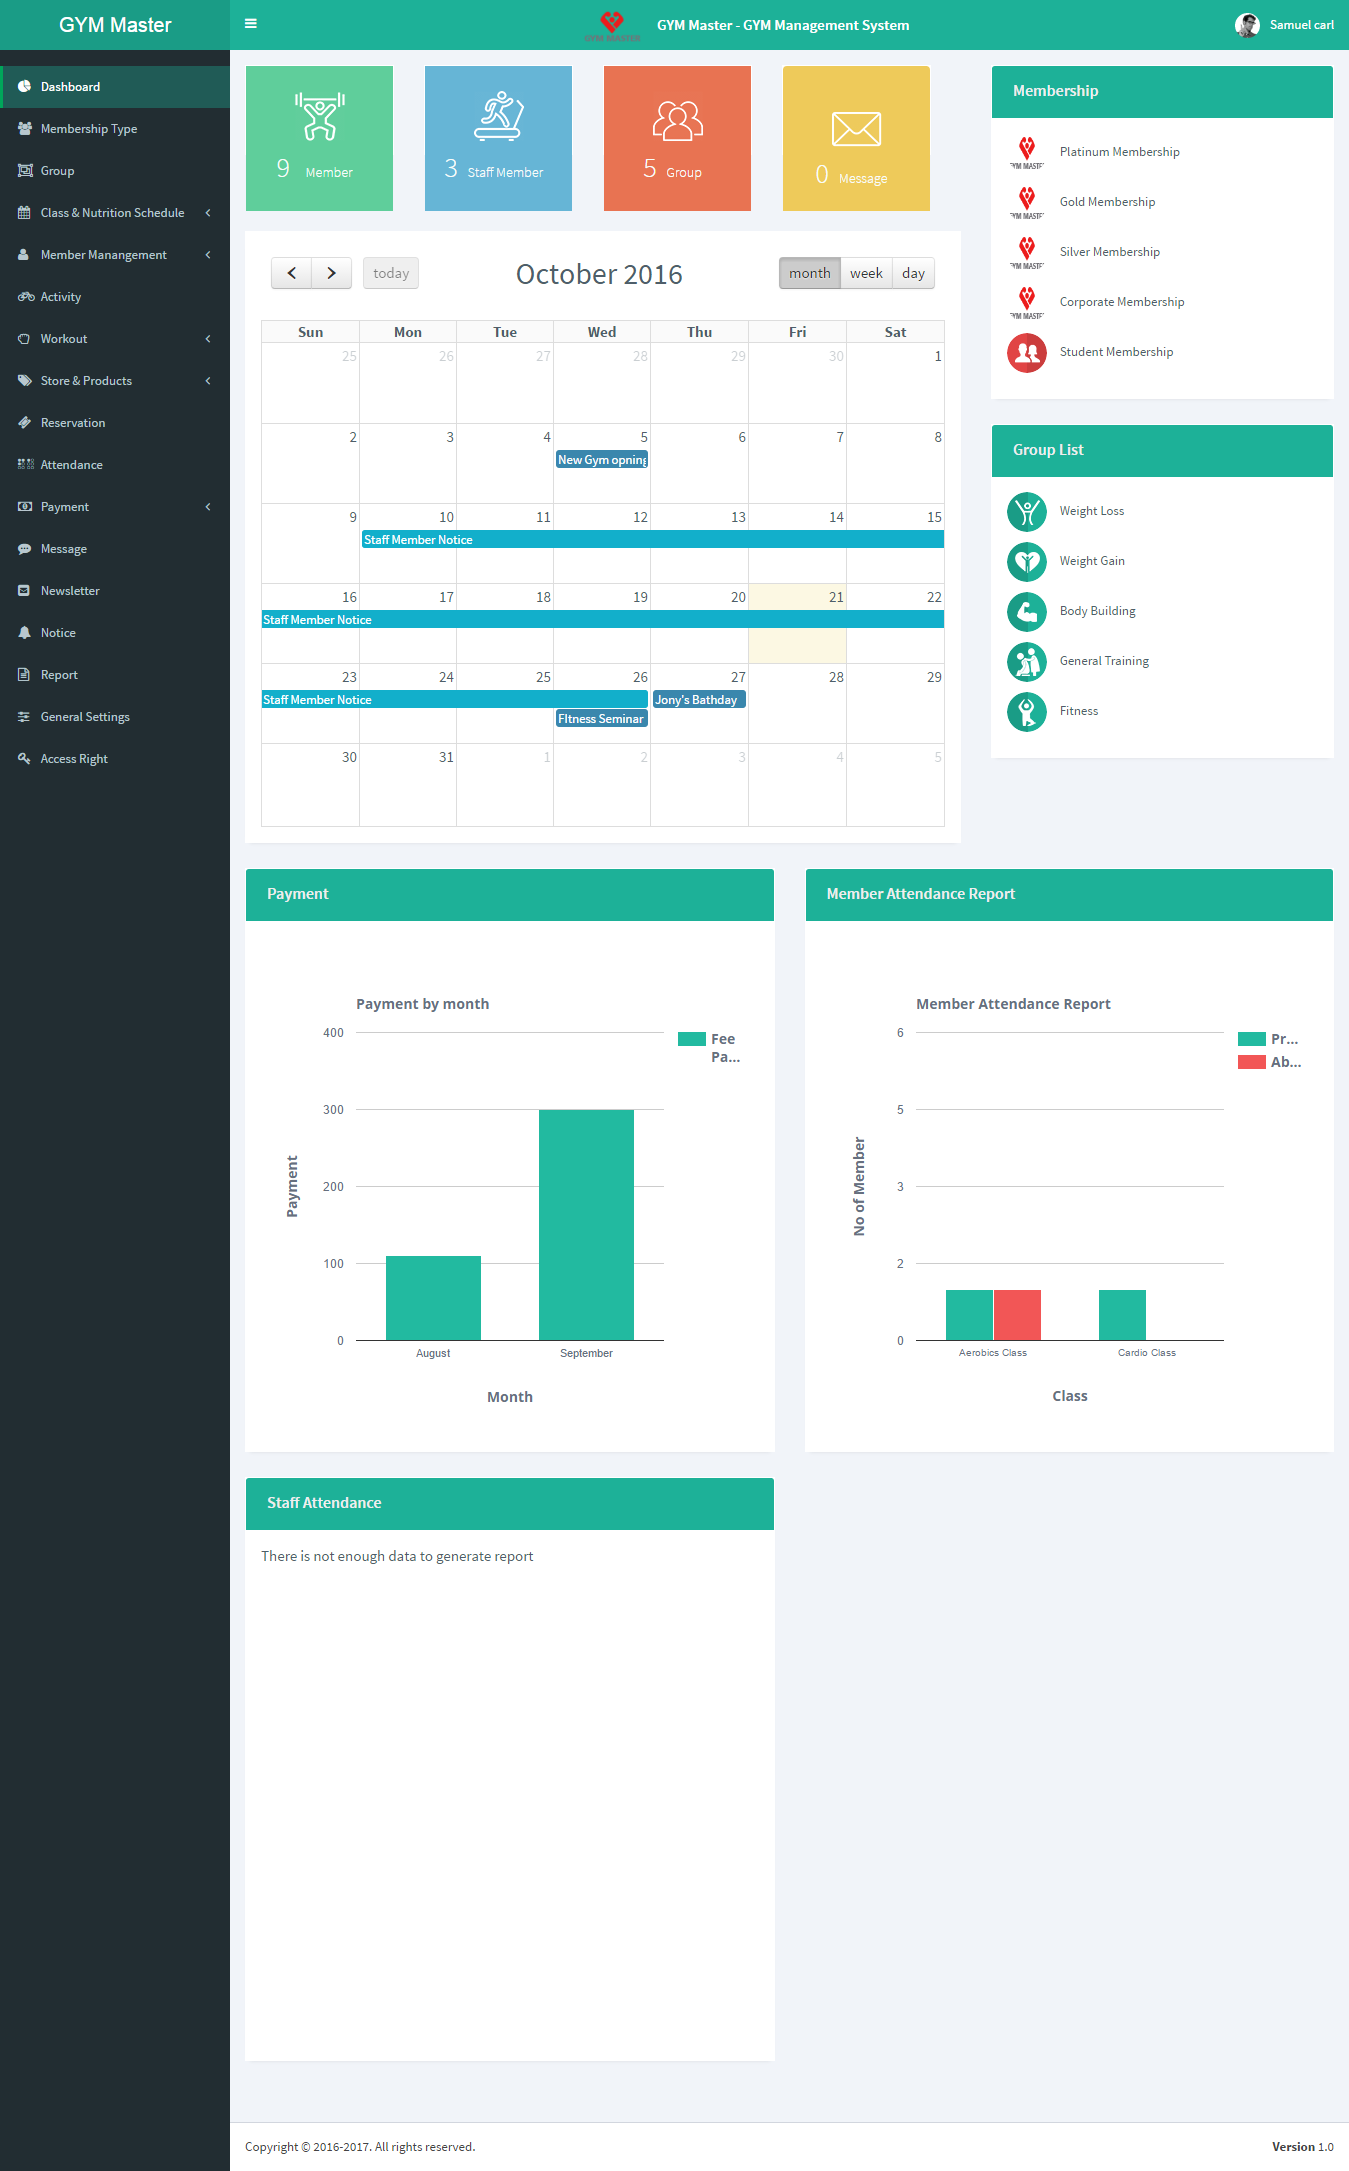 GYM Master
GYM MASTER
GYM Master - GYM Management System
Samuel carl
Dashboard
Membership Type
Group
Class & Nutrition Schedule
Member Manangement
Activity
Workout
Store & Products
Reservation
Attendance
Payment
Message
Newsletter
Notice
Report
General Settings
Access Right
9 Member
3 Staff Member
5 Group
0 Message
today
October 2016
month week day
Sun Mon Tue Wed Thu Fri Sat
25 26 27 28 29 30 1
2 3 4 5 6 7 8
New Gym opning
9 10 11 12 13 14 15
Staff Member Notice
16 17 18 19 20 21 22
Staff Member Notice
23 24 25 26 27 28 29
Staff Member Notice
Jony's Bathday
FItness Seminar
30 31 1 2 3 4 5
Membership
Platinum Membership
Gold Membership
Silver Membership
Corporate Membership
Student Membership
Group List
Weight Loss
Weight Gain
Body Building
General Training
Fitness
Payment
Payment by month
400
300
200
100
0
Payment
August
September
Month
Fee
Pa...
Member Attendance Report
Member Attendance Report
6
5
3
2
0
No of Member
Aerobics Class
Cardio Class
Class
Pr...
Ab...
Staff Attendance
There is not enough data to generate report
Copyright © 2016-2017. All rights reserved.
Version 1.0